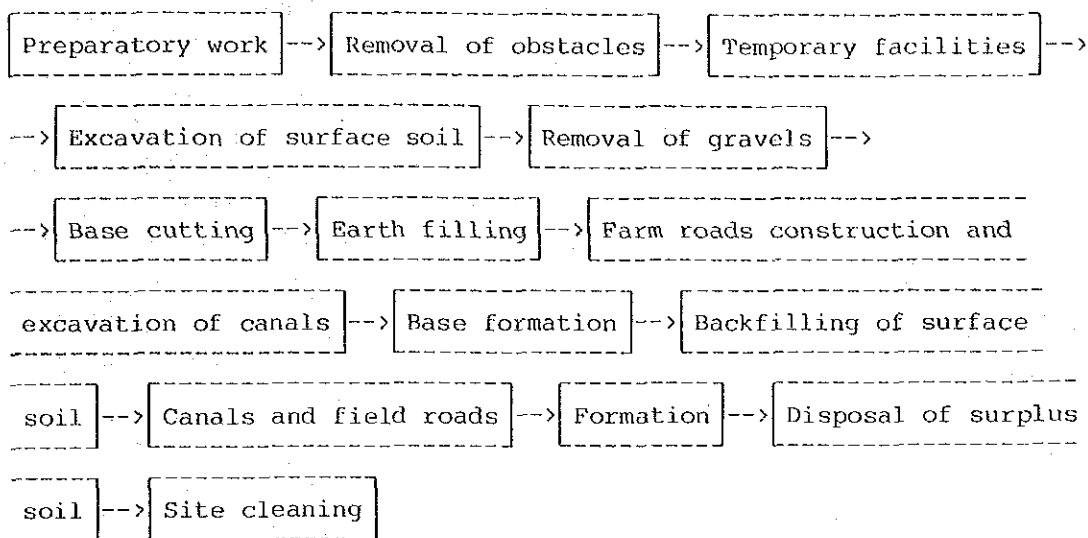 Preparatory work --> Removal of obstacles --> Temporary facilities -->
--> Excavation of surface soil --> Removal of gravels -->
--> Base cutting --> Earth filling --> Farm roads construction and
excavation of canals --> Base formation --> Backfilling of surface
soil --> Canals and field roads --> Formation --> Disposal of surplus
soil --> Site cleaning